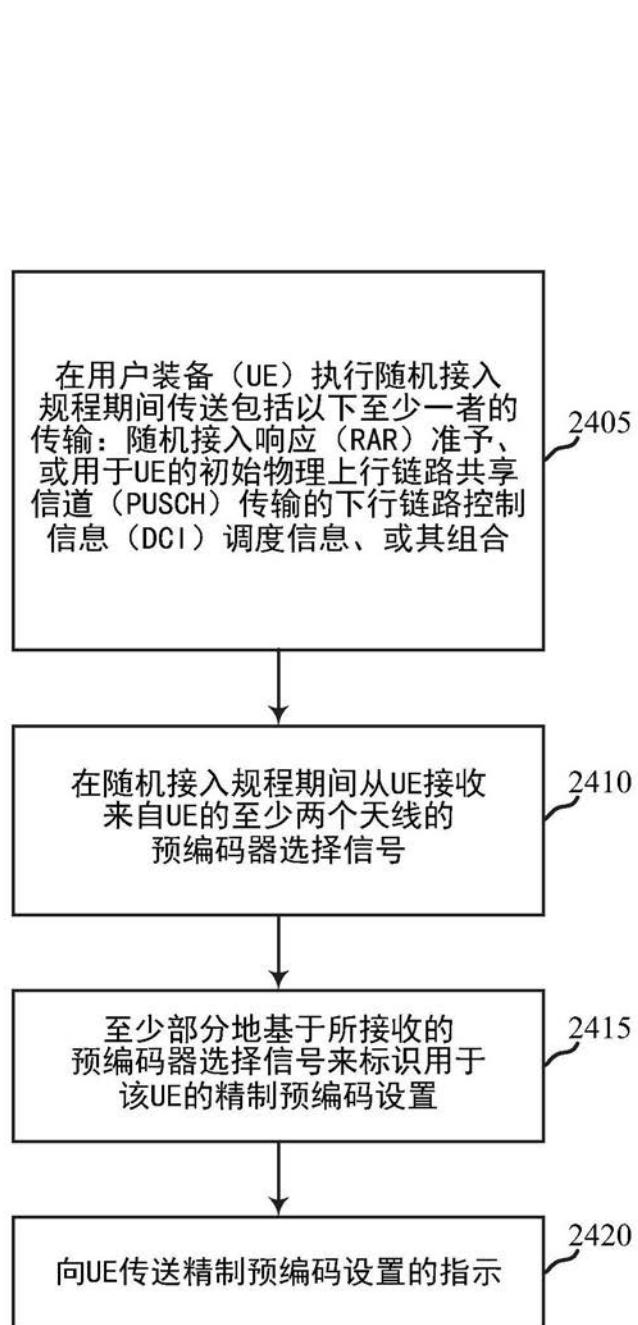 在用户装备（UE）执行随机接入
规程期间传送包括以下至少一者的
传输：随机接入响应（RAR）准予、
或用于UE的初始物理上行链路共享
信道（PUSCH）传输的下行链路控制
信息（DCI）调度信息、或其组合
2405
在随机接入规程期间从UE接收
来自UE的至少两个天线的
预编码器选择信号
2410
至少部分地基于所接收的
预编码器选择信号来标识用于
该UE的精制预编码设置
2415
向UE传送精制预编码设置的指示
2420